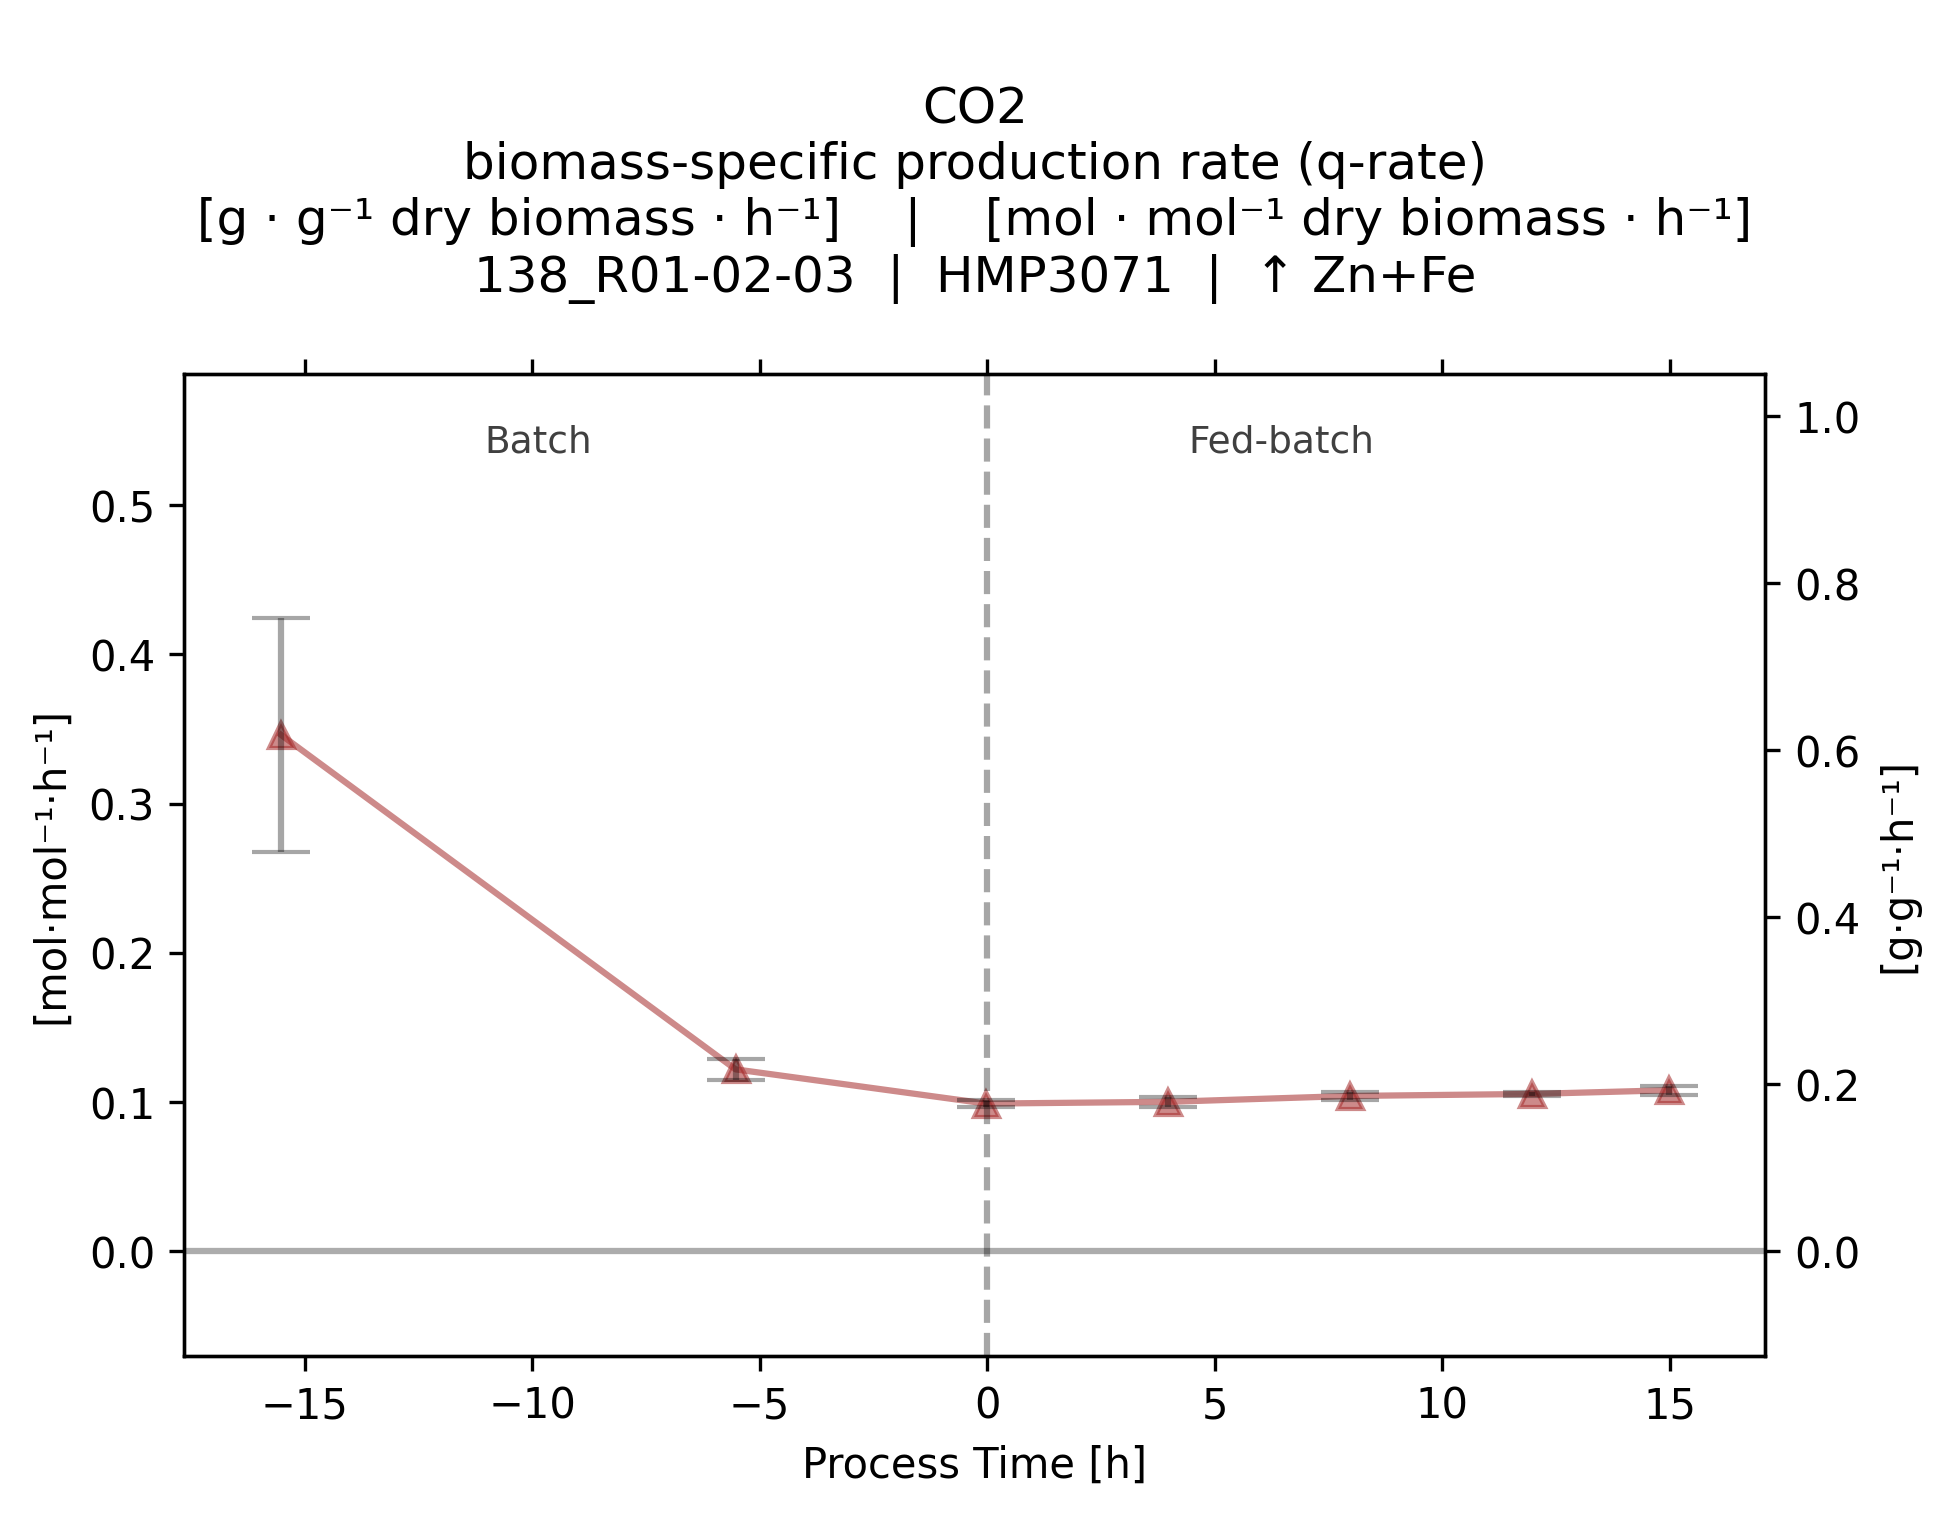 CO2
biomass-specific production rate (q-rate)
[g · g⁻¹ dry biomass · h⁻¹]    |    [mol · mol⁻¹ dry biomass · h⁻¹]
138_R01-02-03  |  HMP3071  |  ↑ Zn+Fe
Batch
Fed-batch
0.5
0.4
0.3
0.2
0.1
0.0
[mol·mol⁻¹·h⁻¹]
1.0
0.8
0.6
0.4
0.2
0.0
[g·g⁻¹·h⁻¹]
−15
−10
−5
0
5
10
15
Process Time [h]